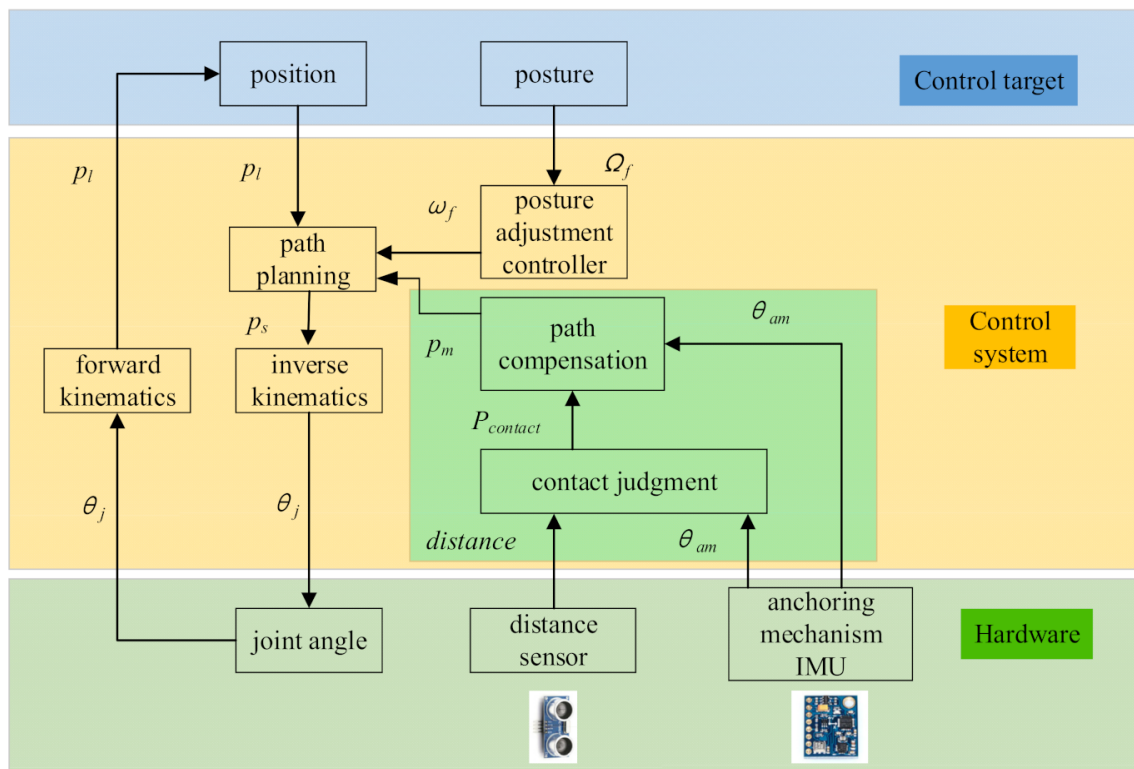 position
posture
Control target
p_l
p_l
Ω_f
ω_f
posture
adjustment
controller
path
planning
p_s
p_m
path
compensation
θ_am
Control
system
forward
kinematics
inverse
kinematics
P_contact
contact judgment
θ_j
θ_j
distance
θ_am
joint angle
distance
sensor
anchoring
mechanism
IMU
Hardware